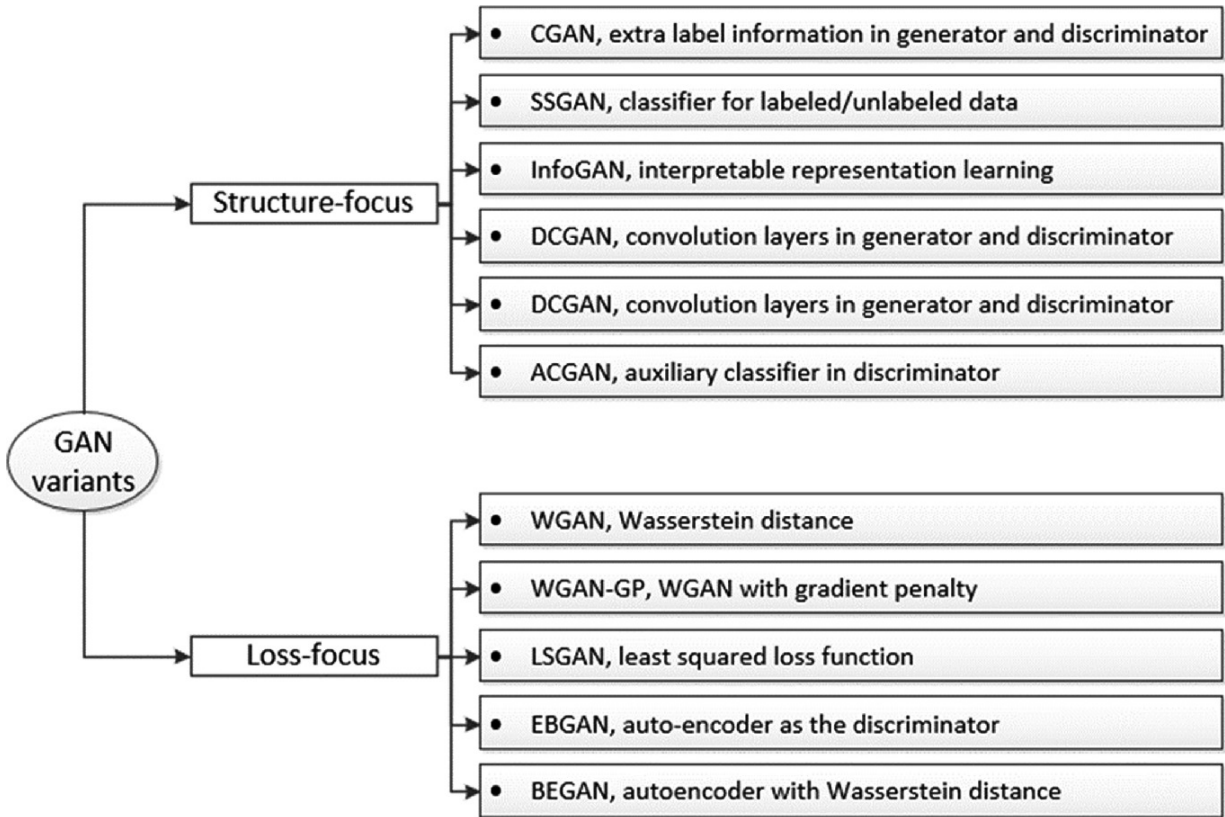 • CGAN, extra label information in generator and discriminator
• SSGAN, classifier for labeled/unlabeled data
• InfoGAN, interpretable representation learning
Structure-focus
• DCGAN, convolution layers in generator and discriminator
• DCGAN, convolution layers in generator and discriminator
• ACGAN, auxiliary classifier in discriminator
GAN
variants
• WGAN, Wasserstein distance
• WGAN-GP, WGAN with gradient penalty
Loss-focus
• LSGAN, least squared loss function
• EBGAN, auto-encoder as the discriminator
• BEGAN, autoencoder with Wasserstein distance